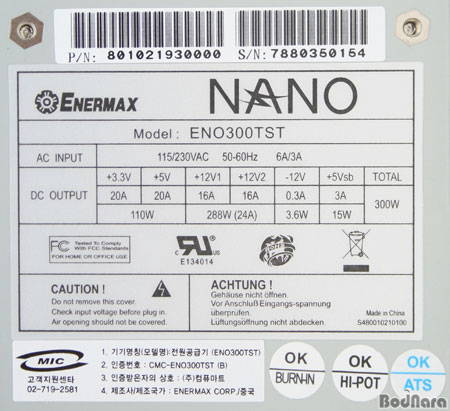 P/N: 801021930000 S/N: 7880350154
ENERMAX NANO
Model: ENO300TST
AC INPUT 115/230VAC 50-60Hz 6A/3A
DC OUTPUT +3.3V +5V +12V1 +12V2 -12V +5Vsb TOTAL
20A 20A 16A 16A 0.3A 3A 300W
110W 288W (24A) 3.6W 15W
FC Tested To Comply
With FCC Standards
FOR HOME OR OFFICE USE
c RU US
E134014
CAUTION !
Do not remove this cover.
Check input voltage before plug in.
Air opening should not be covered.
ACHTUNG !
Gehäuse nicht öffnen.
Vor Anschluß Eingangs-spannung
überprüfen.
Lüftungsöffnung nicht abdecken.
Made in China
S480010210100
MIC
고객지원센타
02-719-2581
1. 기기명칭(모델명):전원공급기 (ENO300TST)
2. 인증번호: CMC-ENO300TST (B)
3. 인증받은자의 상호: (주)컴퓨마트
4. 제조사/제조국가: ENERMAX CORP/중국
OK
BURN-IN
OK
HI-POT
OK
ATS
BodNara